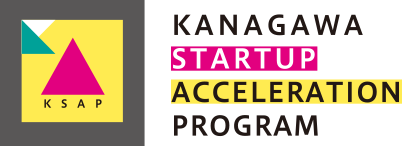 KSAP
KANAGAWA
STARTUP
ACCELERATION
PROGRAM